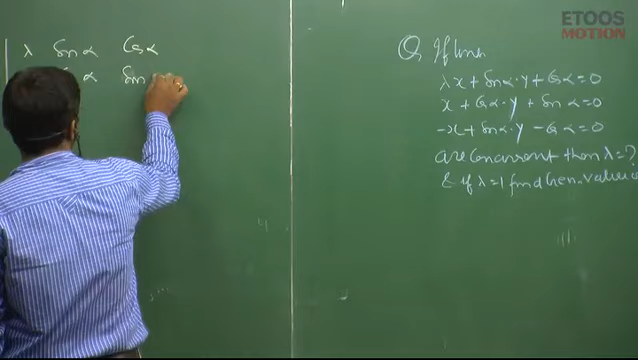 ETOOS
MOTION
λ Sinα Cosα
α Sin
Q If lines
λx + Sinα·y + Cosα = 0
x + Cosα·y + Sinα = 0
-x + Sinα·y - Cosα = 0
are concurrent then λ = ?
& if λ = 1 find Gen. value